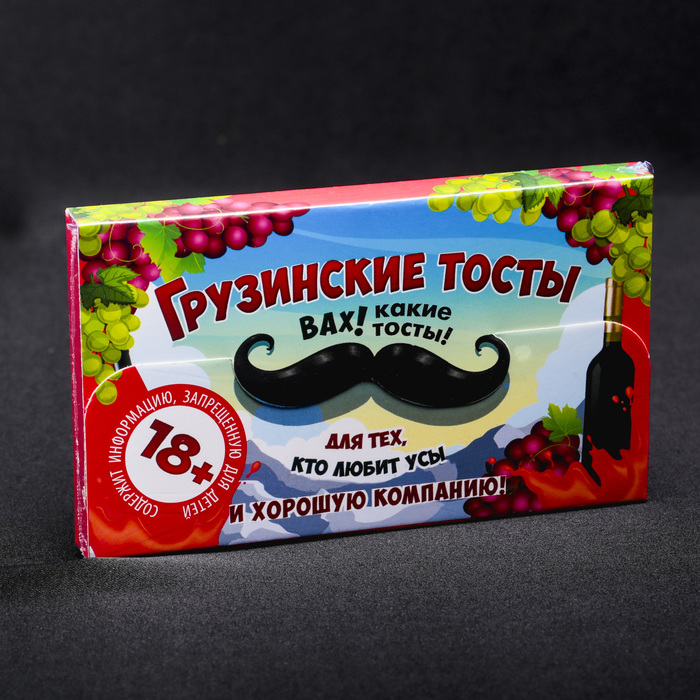 ГРУЗИНСКИЕ ТОСТЫ
ВАХ! какие
тосты!
ДЛЯ ТЕХ,
КТО ЛЮБИТ УСЫ
И ХОРОШУЮ КОМПАНИЮ!
СОДЕРЖИТ ИНФОРМАЦИЮ, ЗАПРЕЩЕННУЮ ДЛЯ ДЕТЕЙ
18+